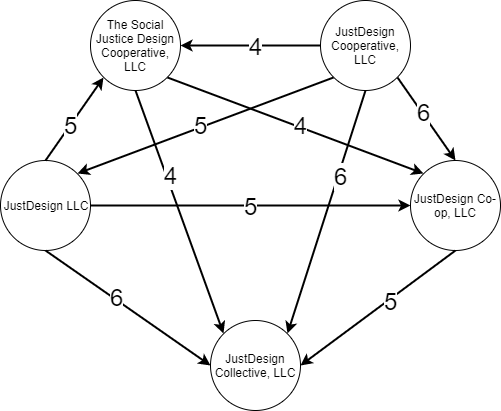 The Social
Justice Design
Cooperative,
LLC
JustDesign
Cooperative,
LLC
4
6
5
5
4
4
6
JustDesign LLC
5
JustDesign Co-
op, LLC
6
5
JustDesign
Collective, LLC